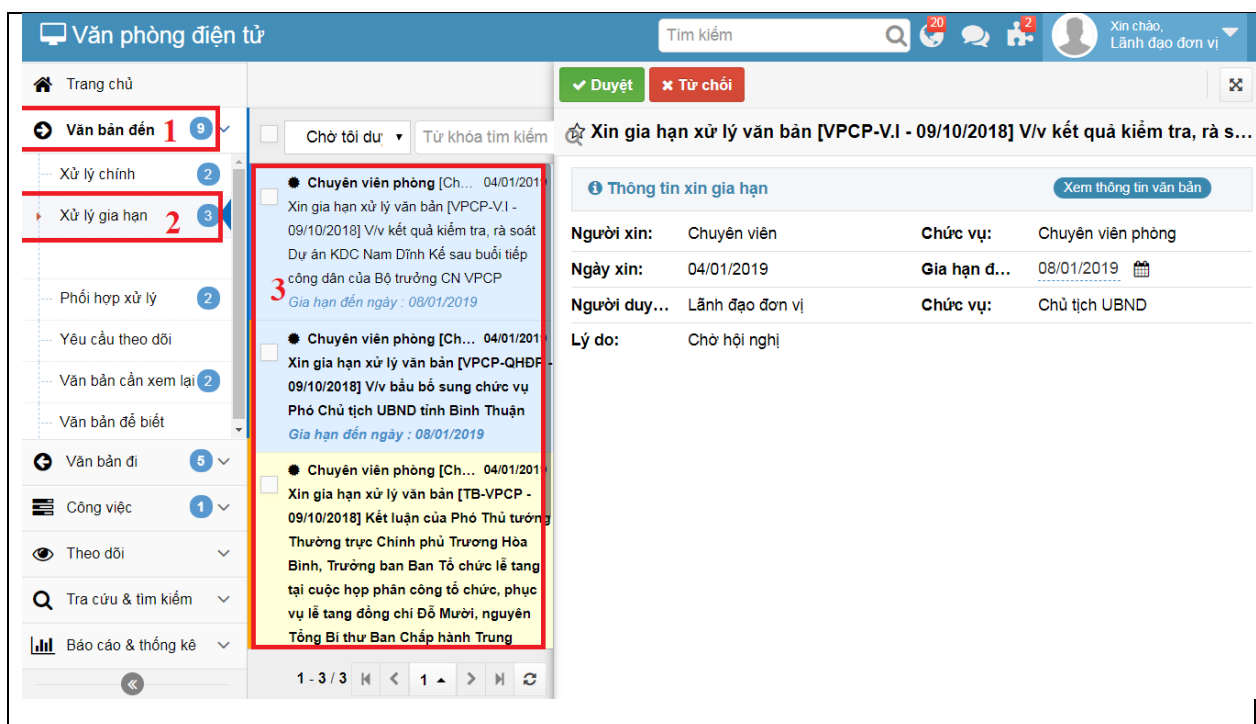 Văn phòng điện tử
Tìm kiếm
20
2
Xin chào,
Lãnh đạo đơn vị
Trang chủ
Văn bản đến 1 9
Xử lý chính 2
Xử lý gia hạn 2 3
Phối hợp xử lý 2
Yêu cầu theo dõi
Văn bản cần xem lại 2
Văn bản để biết
Văn bản đi 5
Công việc 1
Theo dõi
Tra cứu & tìm kiếm
Báo cáo & thống kê
Chờ tôi du
Từ khóa tìm kiếm
3
Chuyên viên phòng [Ch... 04/01/2019
Xin gia hạn xử lý văn bản [VPCP-V.I -
09/10/2018] V/v kết quả kiểm tra, rà soát
Dự án KDC Nam Dĩnh Kế sau buổi tiếp
công dân của Bộ trưởng CN VPCP
Gia hạn đến ngày : 08/01/2019
Chuyên viên phòng [Ch... 04/01/2019
Xin gia hạn xử lý văn bản [VPCP-QHĐP -
09/10/2018] V/v bầu bổ sung chức vụ
Phó Chủ tịch UBND tỉnh Bình Thuận
Gia hạn đến ngày : 08/01/2019
Chuyên viên phòng [Ch... 04/01/2019
Xin gia hạn xử lý văn bản [TB-VPCP -
09/10/2018] Kết luận của Phó Thủ tướng
Thường trực Chính phủ Trương Hòa
Bình, Trưởng ban Ban Tổ chức lễ tang
tại cuộc họp phân công tổ chức, phục
vụ lễ tang đồng chí Đỗ Mười, nguyên
Tổng Bí thư Ban Chấp hành Trung
1 - 3 / 3 1
Duyệt
Từ chối
Xin gia hạn xử lý văn bản [VPCP-V.I - 09/10/2018] V/v kết quả kiểm tra, rà s...
Thông tin xin gia hạn
Xem thông tin văn bản
Người xin: Chuyên viên Chức vụ: Chuyên viên phòng
Ngày xin: 04/01/2019 Gia hạn đ... 08/01/2019
Người duy... Lãnh đạo đơn vị Chức vụ: Chủ tịch UBND
Lý do: Chờ hội nghị